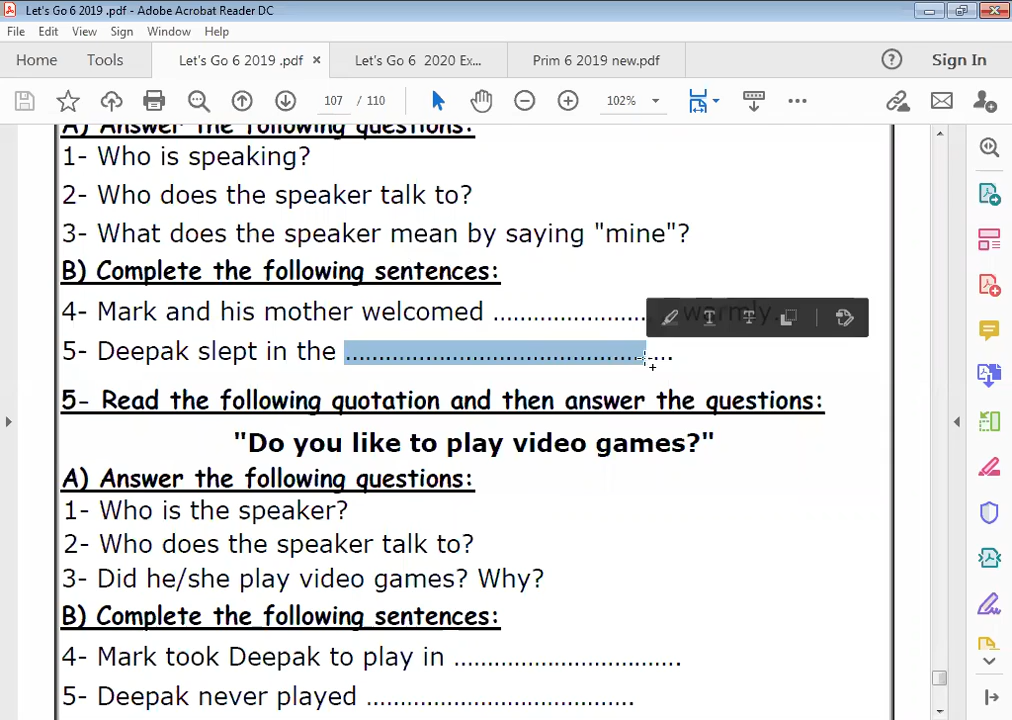 Let's Go 6 2019 .pdf - Adobe Acrobat Reader DC
File Edit View Sign Window Help
Home Tools Let's Go 6 2019 .pdf × Let's Go 6 2020 Ex... Prim 6 2019 new.pdf Sign In
107 / 110 102%
A) Answer the following questions:
1- Who is speaking?
2- Who does the speaker talk to?
3- What does the speaker mean by saying "mine"?
B) Complete the following sentences:
4- Mark and his mother welcomed ....................... warmly.
5- Deepak slept in the .................................................
5- Read the following quotation and then answer the questions:
"Do you like to play video games?"
A) Answer the following questions:
1- Who is the speaker?
2- Who does the speaker talk to?
3- Did he/she play video games? Why?
B) Complete the following sentences:
4- Mark took Deepak to play in ..................................
5- Deepak never played ........................................